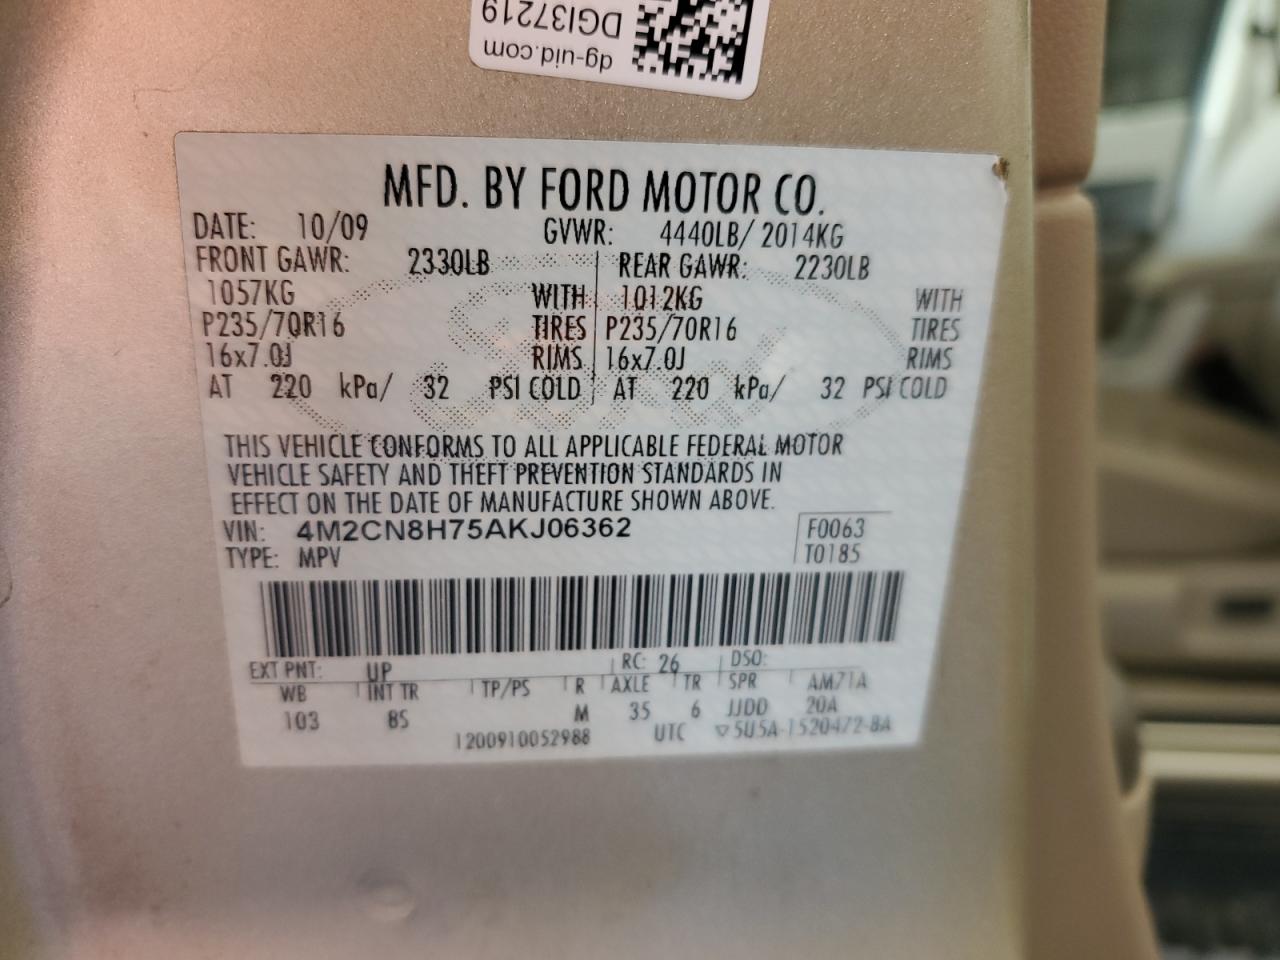 dg-uid.com
DGI37219
MFD. BY FORD MOTOR CO.
DATE: 10/09 GVWR: 4440LB/ 2014KG
FRONT GAWR: 2330LB REAR GAWR: 2230LB
1057KG WITH 1012KG WITH
P235/70R16 TIRES P235/70R16 TIRES
16x7.0J RIMS 16x7.0J RIMS
AT 220 kPa/ 32 PSI COLD AT 220 kPa/ 32 PSI COLD
THIS VEHICLE CONFORMS TO ALL APPLICABLE FEDERAL MOTOR
VEHICLE SAFETY AND THEFT PREVENTION STANDARDS IN
EFFECT ON THE DATE OF MANUFACTURE SHOWN ABOVE.
VIN: 4M2CN8H75AKJ06362 F0063
TYPE: MPV T0185
EXT PNT: UP RC: 26 DSO:
WB INT TR TP/PS R AXLE TR SPR AM71A
103 8S M 35 6 JJDD 20A
1200910052988 UTC ▽5U5A-1520472-BA